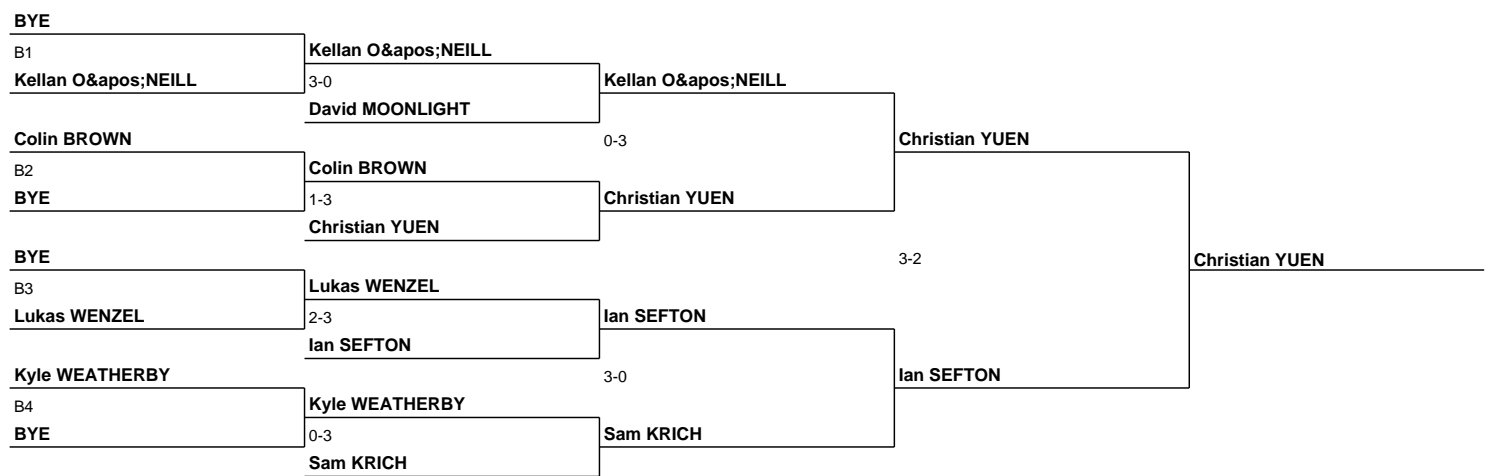 BYE
B1
Kellan O&apos;NEILL
Kellan O&apos;NEILL
3-0
Kellan O&apos;NEILL
David MOONLIGHT
Colin BROWN
0-3
Christian YUEN
B2
Colin BROWN
BYE
1-3
Christian YUEN
Christian YUEN
BYE
3-2
Christian YUEN
B3
Lukas WENZEL
Lukas WENZEL
2-3
Ian SEFTON
Ian SEFTON
Kyle WEATHERBY
3-0
Ian SEFTON
B4
Kyle WEATHERBY
BYE
0-3
Sam KRICH
Sam KRICH